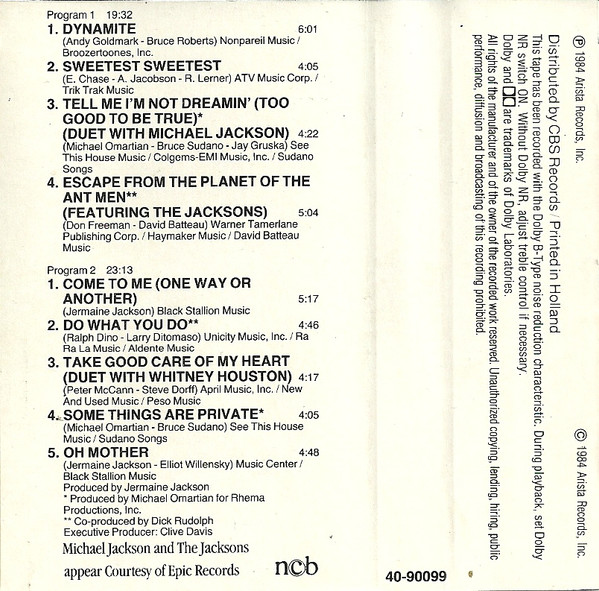 Program 1 19:32
1. DYNAMITE 6:01
(Andy Goldmark - Bruce Roberts) Nonpareil Music /
Broozertoones, Inc.
2. SWEETEST SWEETEST 4:05
(E. Chase - A. Jacobson - R. Lerner) ATV Music Corp. /
Trik Trak Music
3. TELL ME I'M NOT DREAMIN' (TOO
GOOD TO BE TRUE)*
(DUET WITH MICHAEL JACKSON) 4:22
(Michael Omartian - Bruce Sudano - Jay Gruska) See
This House Music / Colgems-EMI Music, Inc. / Sudano
Songs
4. ESCAPE FROM THE PLANET OF THE
ANT MEN**
(FEATURING THE JACKSONS) 5:04
(Don Freeman - David Batteau) Warner Tamerlane
Publishing Corp. / Haymaker Music / David Batteau
Music
Program 2 23:13
1. COME TO ME (ONE WAY OR
ANOTHER) 5:17
(Jermaine Jackson) Black Stallion Music
2. DO WHAT YOU DO** 4:46
(Ralph Dino - Larry Ditomaso) Unicity Music, Inc. / Ra
Ra La Music / Aldente Music
3. TAKE GOOD CARE OF MY HEART
(DUET WITH WHITNEY HOUSTON) 4:17
(Peter McCann - Steve Dorff) April Music, Inc. / New
And Used Music / Peso Music
4. SOME THINGS ARE PRIVATE* 4:05
(Michael Omartian - Bruce Sudano) See This House
Music / Sudano Songs
5. OH MOTHER 4:48
(Jermaine Jackson - Elliot Willensky) Music Center /
Black Stallion Music
Produced by Jermaine Jackson
* Produced by Michael Omartian for Rhema
Productions, Inc.
** Co-produced by Dick Rudolph
Executive Producer: Clive Davis
Michael Jackson and The Jacksons
appear Courtesy of Epic Records
ncb
40-90099
℗ 1984 Arista Records, Inc. © 1984 Arista Records, Inc.
Distributed by CBS Records / Printed in Holland
This tape has been recorded with the Dolby B-Type noise reduction characteristic. During playback, set Dolby
NR switch ON. Without Dolby NR, adjust treble control if necessary.
Dolby and are trademarks of Dolby Laboratories.
All rights of the manufacturer and of the owner of the recorded work reserved. Unauthorized copying, lending, hiring, public
performance, diffusion and broadcasting of this recording prohibited.